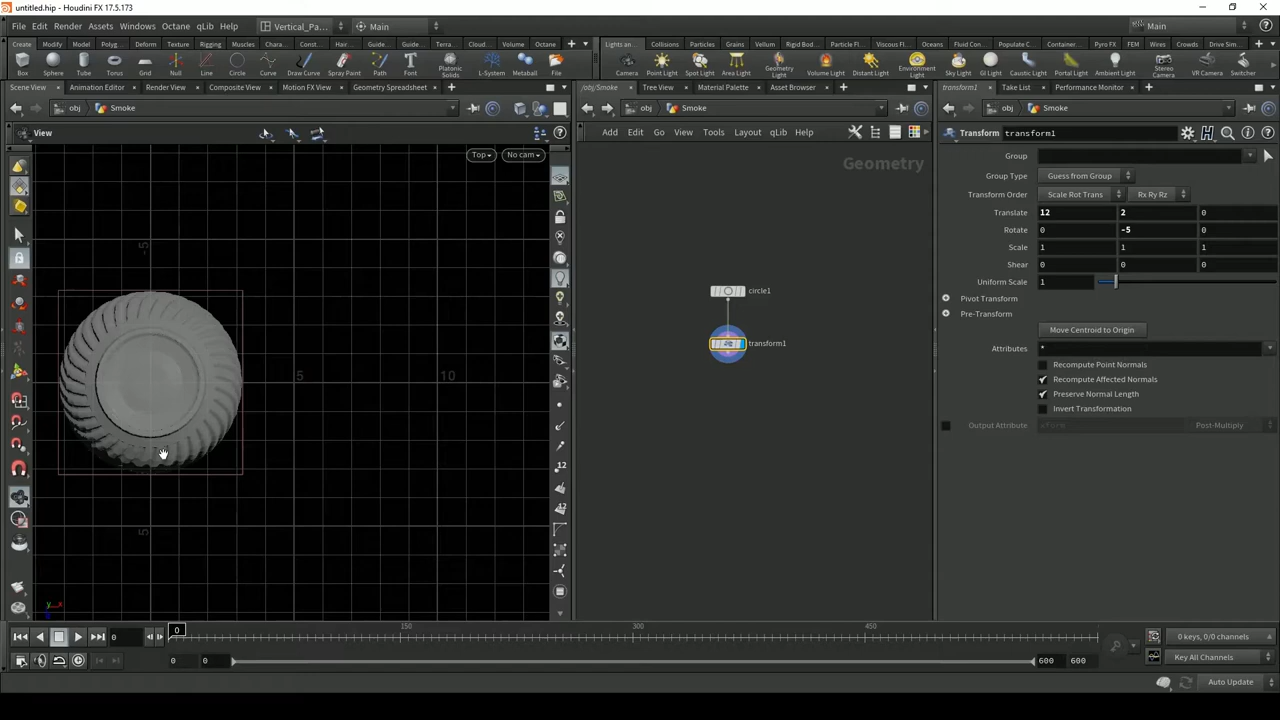 untitled.hip - Houdini FX 17.5.173
File Edit Render Assets Windows Octane qLib Help Vertical_Pa... Main Main
Create Modify Model Polyg... Deform Texture Rigging Muscles Charac... Const... Hair... Guide... Guide... Terra... Cloud... Volume Octane
Lights an... Collisions Particles Grains Vellum Rigid Bod... Particle Fl... Viscous Fl... Oceans Fluid Con... Populate C... Container... Pyro FX FEM Wires Crowds Drive Sim...
Box Sphere Tube Torus Grid Null Line Circle Curve Draw Curve Spray Paint Path Font Platonic Solids L-System Metaball File
Camera Point Light Spot Light Area Light Geometry Light Volume Light Distant Light Environment Light Sky Light GI Light Caustic Light Portal Light Ambient Light Stereo Camera VR Camera Switcher
Scene View Animation Editor Render View Composite View Motion FX View Geometry Spreadsheet
/obj/Smoke Tree View Material Palette Asset Browser
transform1 Take List Performance Monitor
obj Smoke
obj Smoke
obj Smoke
View
Top No cam
-5
5
10
5
y x
Add Edit Go View Tools Layout qLib Help
Geometry
circle1
transform1
Transform transform1
Group
Group Type Guess from Group
Transform Order Scale Rot Trans Rx Ry Rz
Translate 12 2 0
Rotate 0 -5 0
Scale 1 1 1
Shear 0 0 0
Uniform Scale 1
Pivot Transform
Pre-Transform
Move Centroid to Origin
Attributes *
Recompute Point Normals
Recompute Affected Normals
Preserve Normal Length
Invert Transformation
Output Attribute xform Post-Multiply
12
12
0 0 150 300 450
0 keys, 0/0 channels
0 0 600 600
Key All Channels
Auto Update